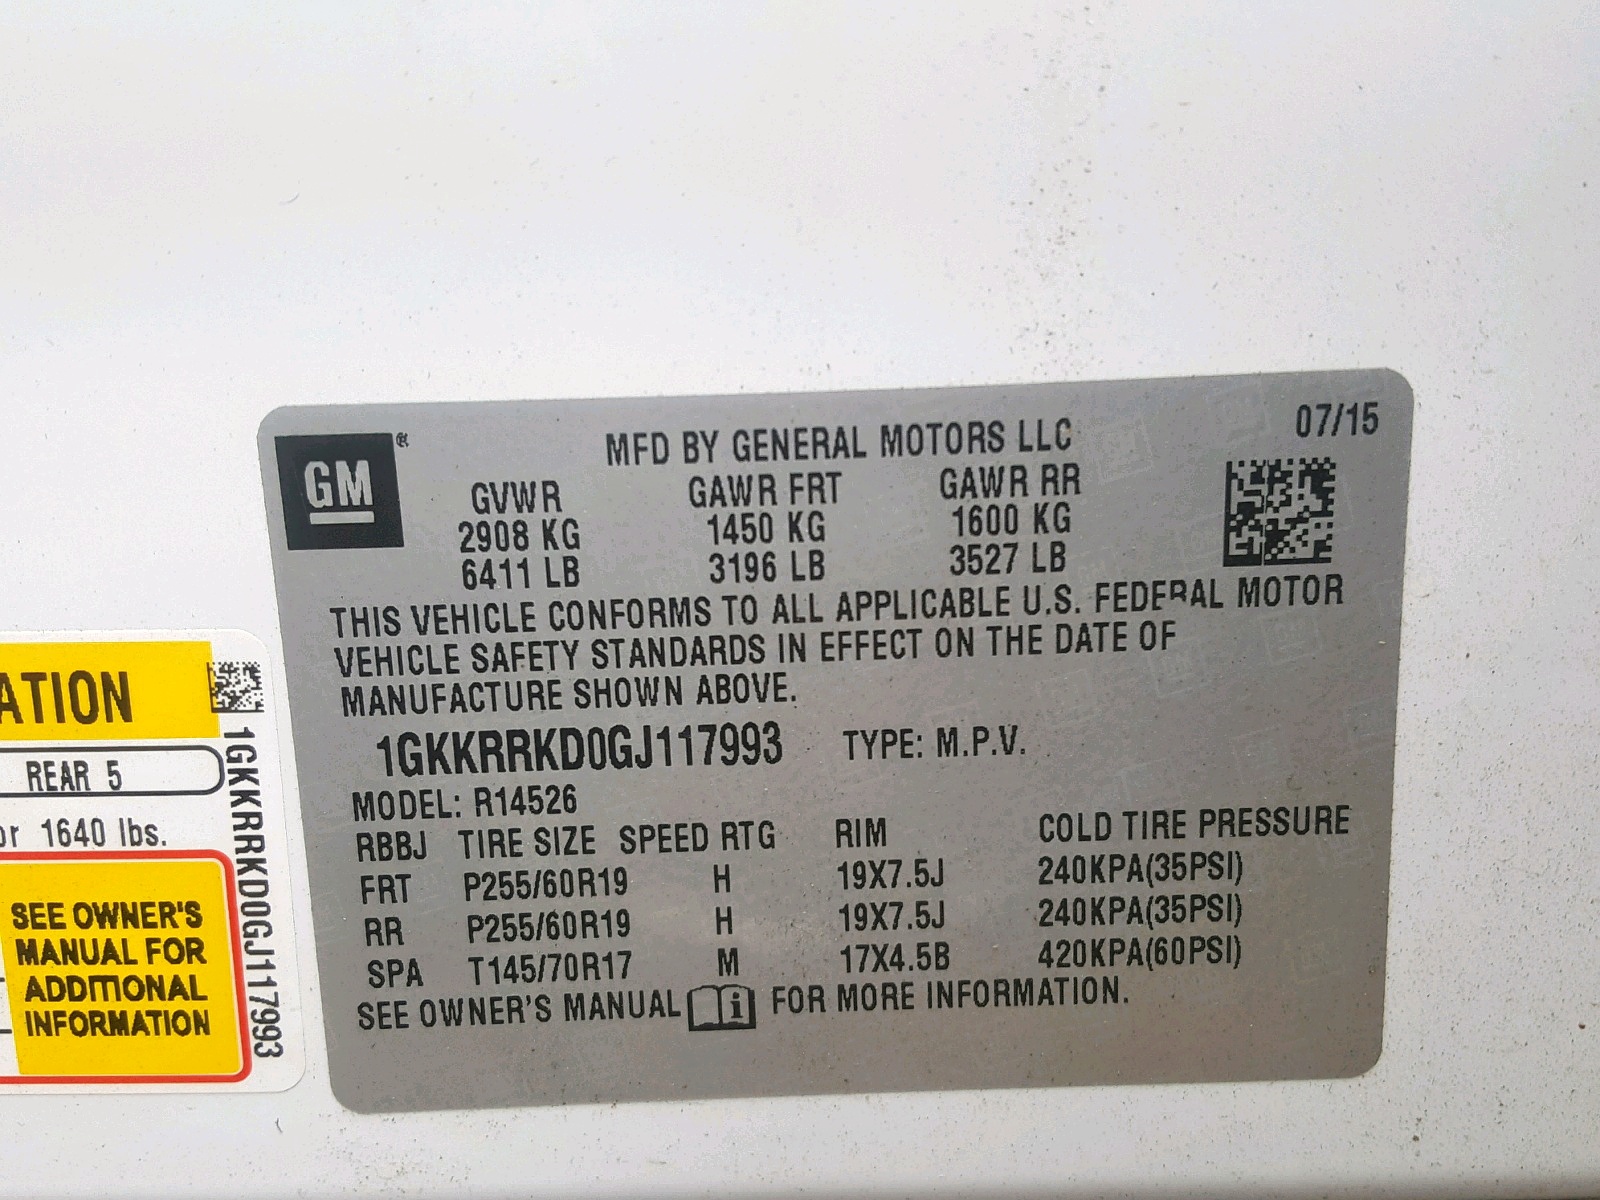 GM
MFD BY GENERAL MOTORS LLC
07/15
GVWR GAWR FRT GAWR RR
2908 KG 1450 KG 1600 KG
6411 LB 3196 LB 3527 LB
THIS VEHICLE CONFORMS TO ALL APPLICABLE U.S. FEDERAL MOTOR
VEHICLE SAFETY STANDARDS IN EFFECT ON THE DATE OF
MANUFACTURE SHOWN ABOVE.
1GKKRRKD0GJ117993 TYPE: M.P.V.
MODEL: R14526
RBBJ TIRE SIZE SPEED RTG RIM COLD TIRE PRESSURE
FRT P255/60R19 H 19X7.5J 240KPA(35PSI)
RR P255/60R19 H 19X7.5J 240KPA(35PSI)
SPA T145/70R17 M 17X4.5B 420KPA(60PSI)
SEE OWNER'S MANUAL i FOR MORE INFORMATION.
ATION
REAR 5
or 1640 lbs.
SEE OWNER'S
MANUAL FOR
ADDITIONAL
INFORMATION
1GKKRRKD0GJ117993